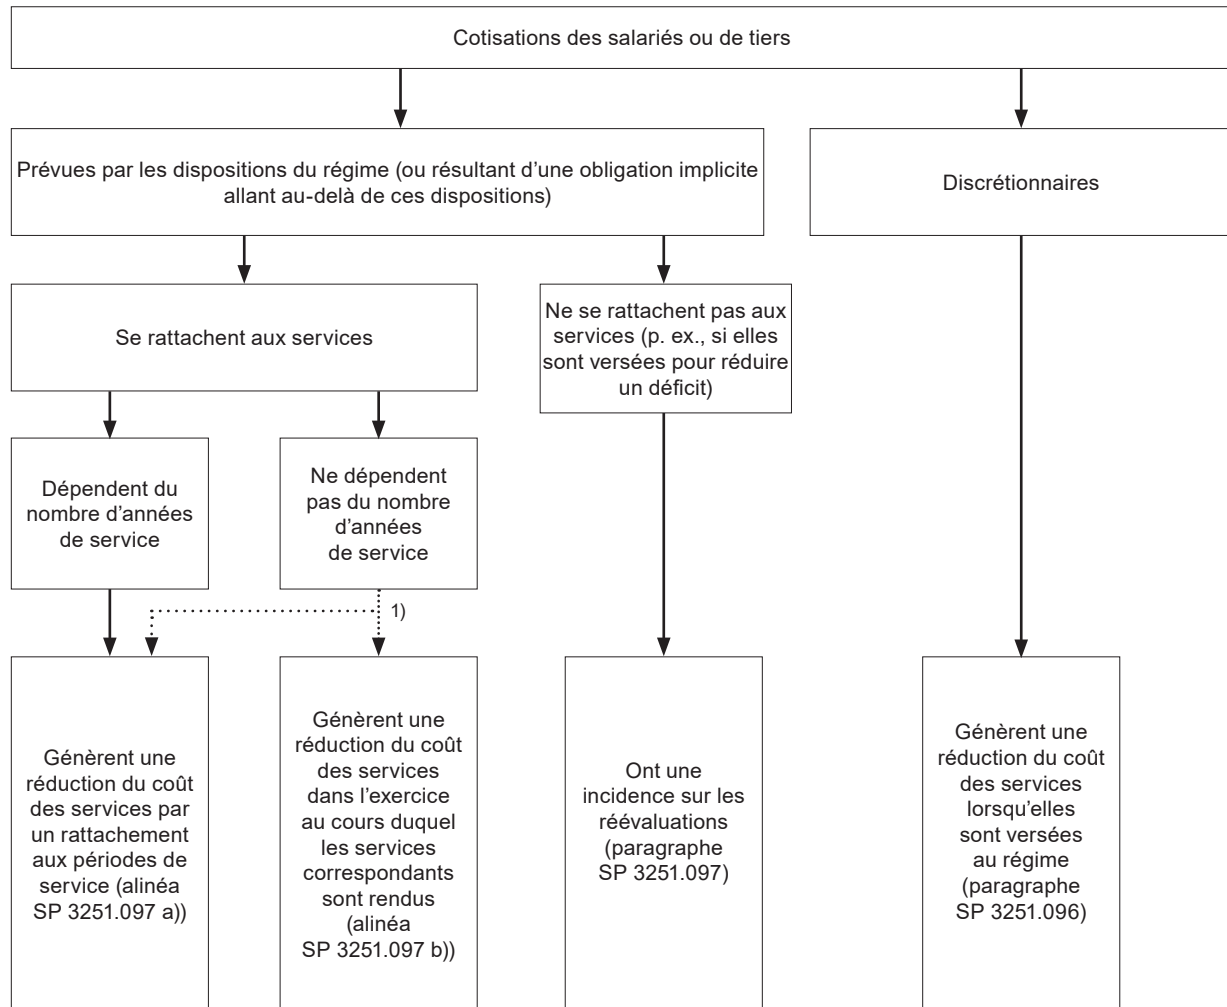 Cotisations des salariés ou de tiers
Prévues par les dispositions du régime (ou résultant d'une obligation implicite
allant au-delà de ces dispositions)
Discrétionnaires
Se rattachent aux services
Ne se rattachent pas aux
services (p. ex., si elles
sont versées pour réduire
un déficit)
Dépendent du
nombre d'années
de service
Ne dépendent
pas du nombre
d'années
de service
1)
Génèrent une
réduction du coût
des services par
un rattachement
aux périodes de
service (alinéa
SP 3251.097 a))
Génèrent une
réduction du coût
des services
dans l'exercice
au cours duquel
les services
correspondants
sont rendus
(alinéa
SP 3251.097 b))
Ont une
incidence sur les
réévaluations
(paragraphe
SP 3251.097)
Génèrent une
réduction du coût
des services
lorsqu'elles
sont versées
au régime
(paragraphe
SP 3251.096)